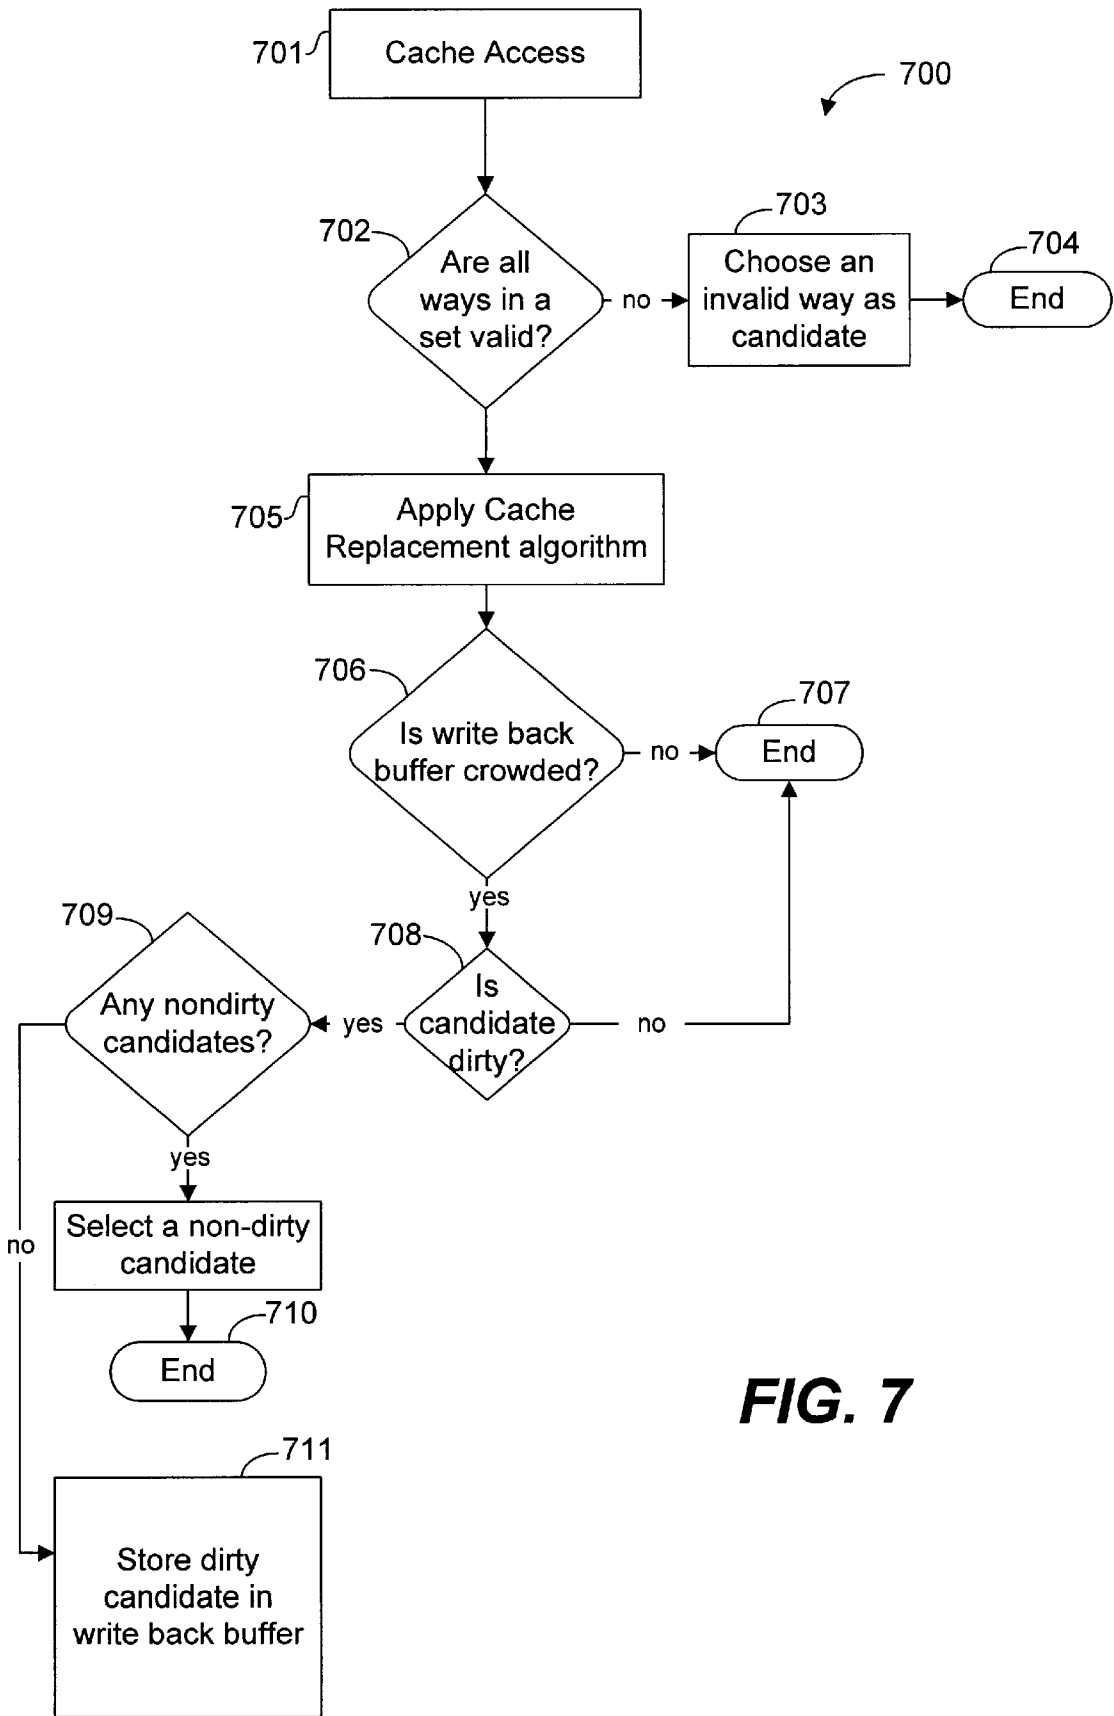 701
Cache Access
700
702
Are all
ways in a
set valid?
no
703
Choose an
invalid way as
candidate
704
End
705
Apply Cache
Replacement algorithm
706
Is write back
buffer crowded?
no
707
End
yes
708
Is
candidate
dirty?
no
yes
709
Any nondirty
candidates?
yes
no
Select a non-dirty
candidate
710
End
711
Store dirty
candidate in
write back buffer
FIG. 7